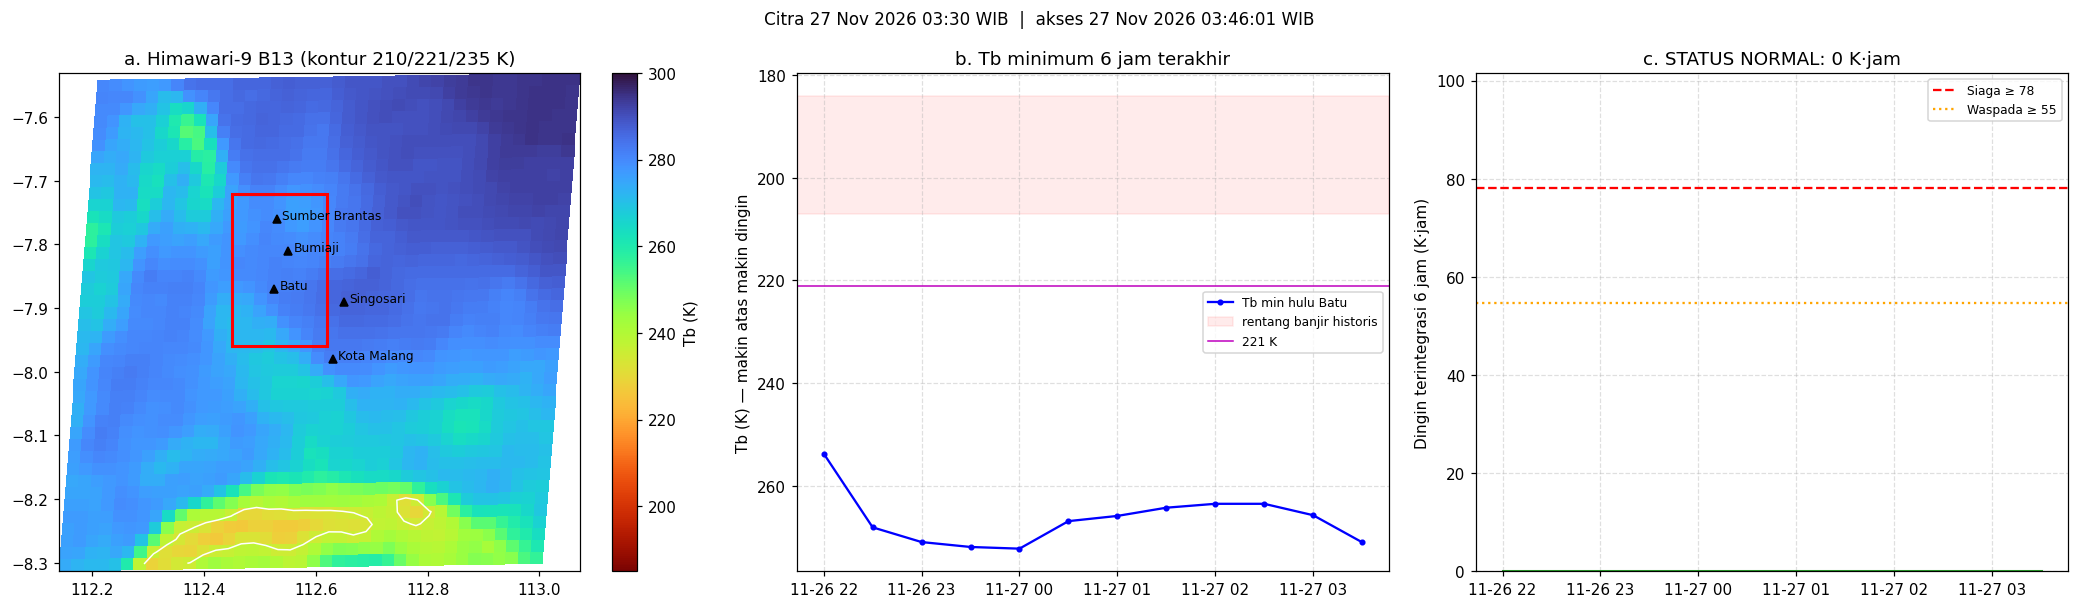 Citra 27 Nov 2026 03:30 WIB | akses 27 Nov 2026 03:46:01 WIB
a. Himawari-9 B13 (kontur 210/221/235 K)
−7.6
−7.7
−7.8
−7.9
−8.0
−8.1
−8.2
−8.3
112.2
112.4
112.6
112.8
113.0
Sumber Brantas
Bumiaji
Batu
Singosari
Kota Malang
300
280
260
240
220
200
Tb (K)
b. Tb minimum 6 jam terakhir
Tb (K) — makin atas makin dingin
180
200
220
240
260
Tb min hulu Batu
rentang banjir historis
221 K
11-26 22
11-26 23
11-27 00
11-27 01
11-27 02
11-27 03
c. STATUS NORMAL: 0 K·jam
Dingin terintegrasi 6 jam (K·jam)
100
80
60
40
20
0
Siaga ≥ 78
Waspada ≥ 55
11-26 22
11-26 23
11-27 00
11-27 01
11-27 02
11-27 03